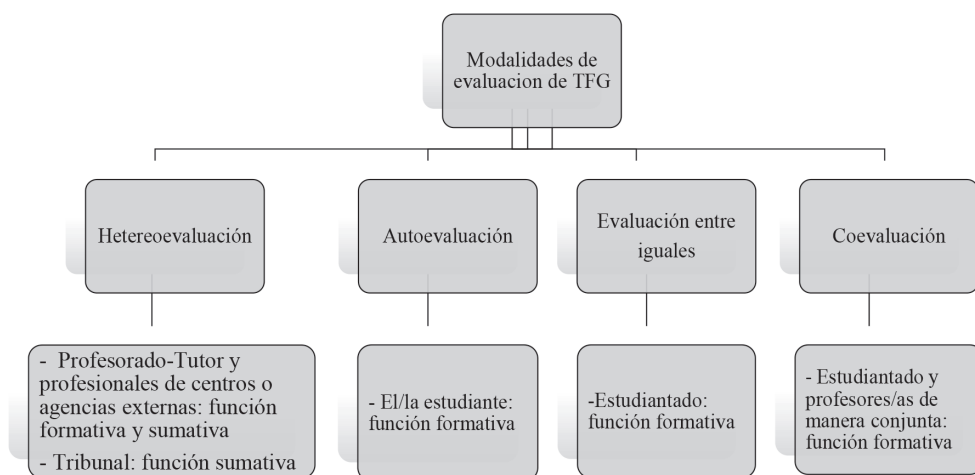 Modalidades de
evaluacion de TFG
Hetereoevaluación
Autoevaluación
Evaluación entre
iguales
Coevaluación
- Profesorado-Tutor y
profesionales de centros o
agencias externas: función
formativa y sumativa
- Tribunal: función sumativa
- El/la estudiante:
función formativa
-Estudiantado:
función formativa
- Estudiantado y
profesores/as de
manera conjunta:
función formativa